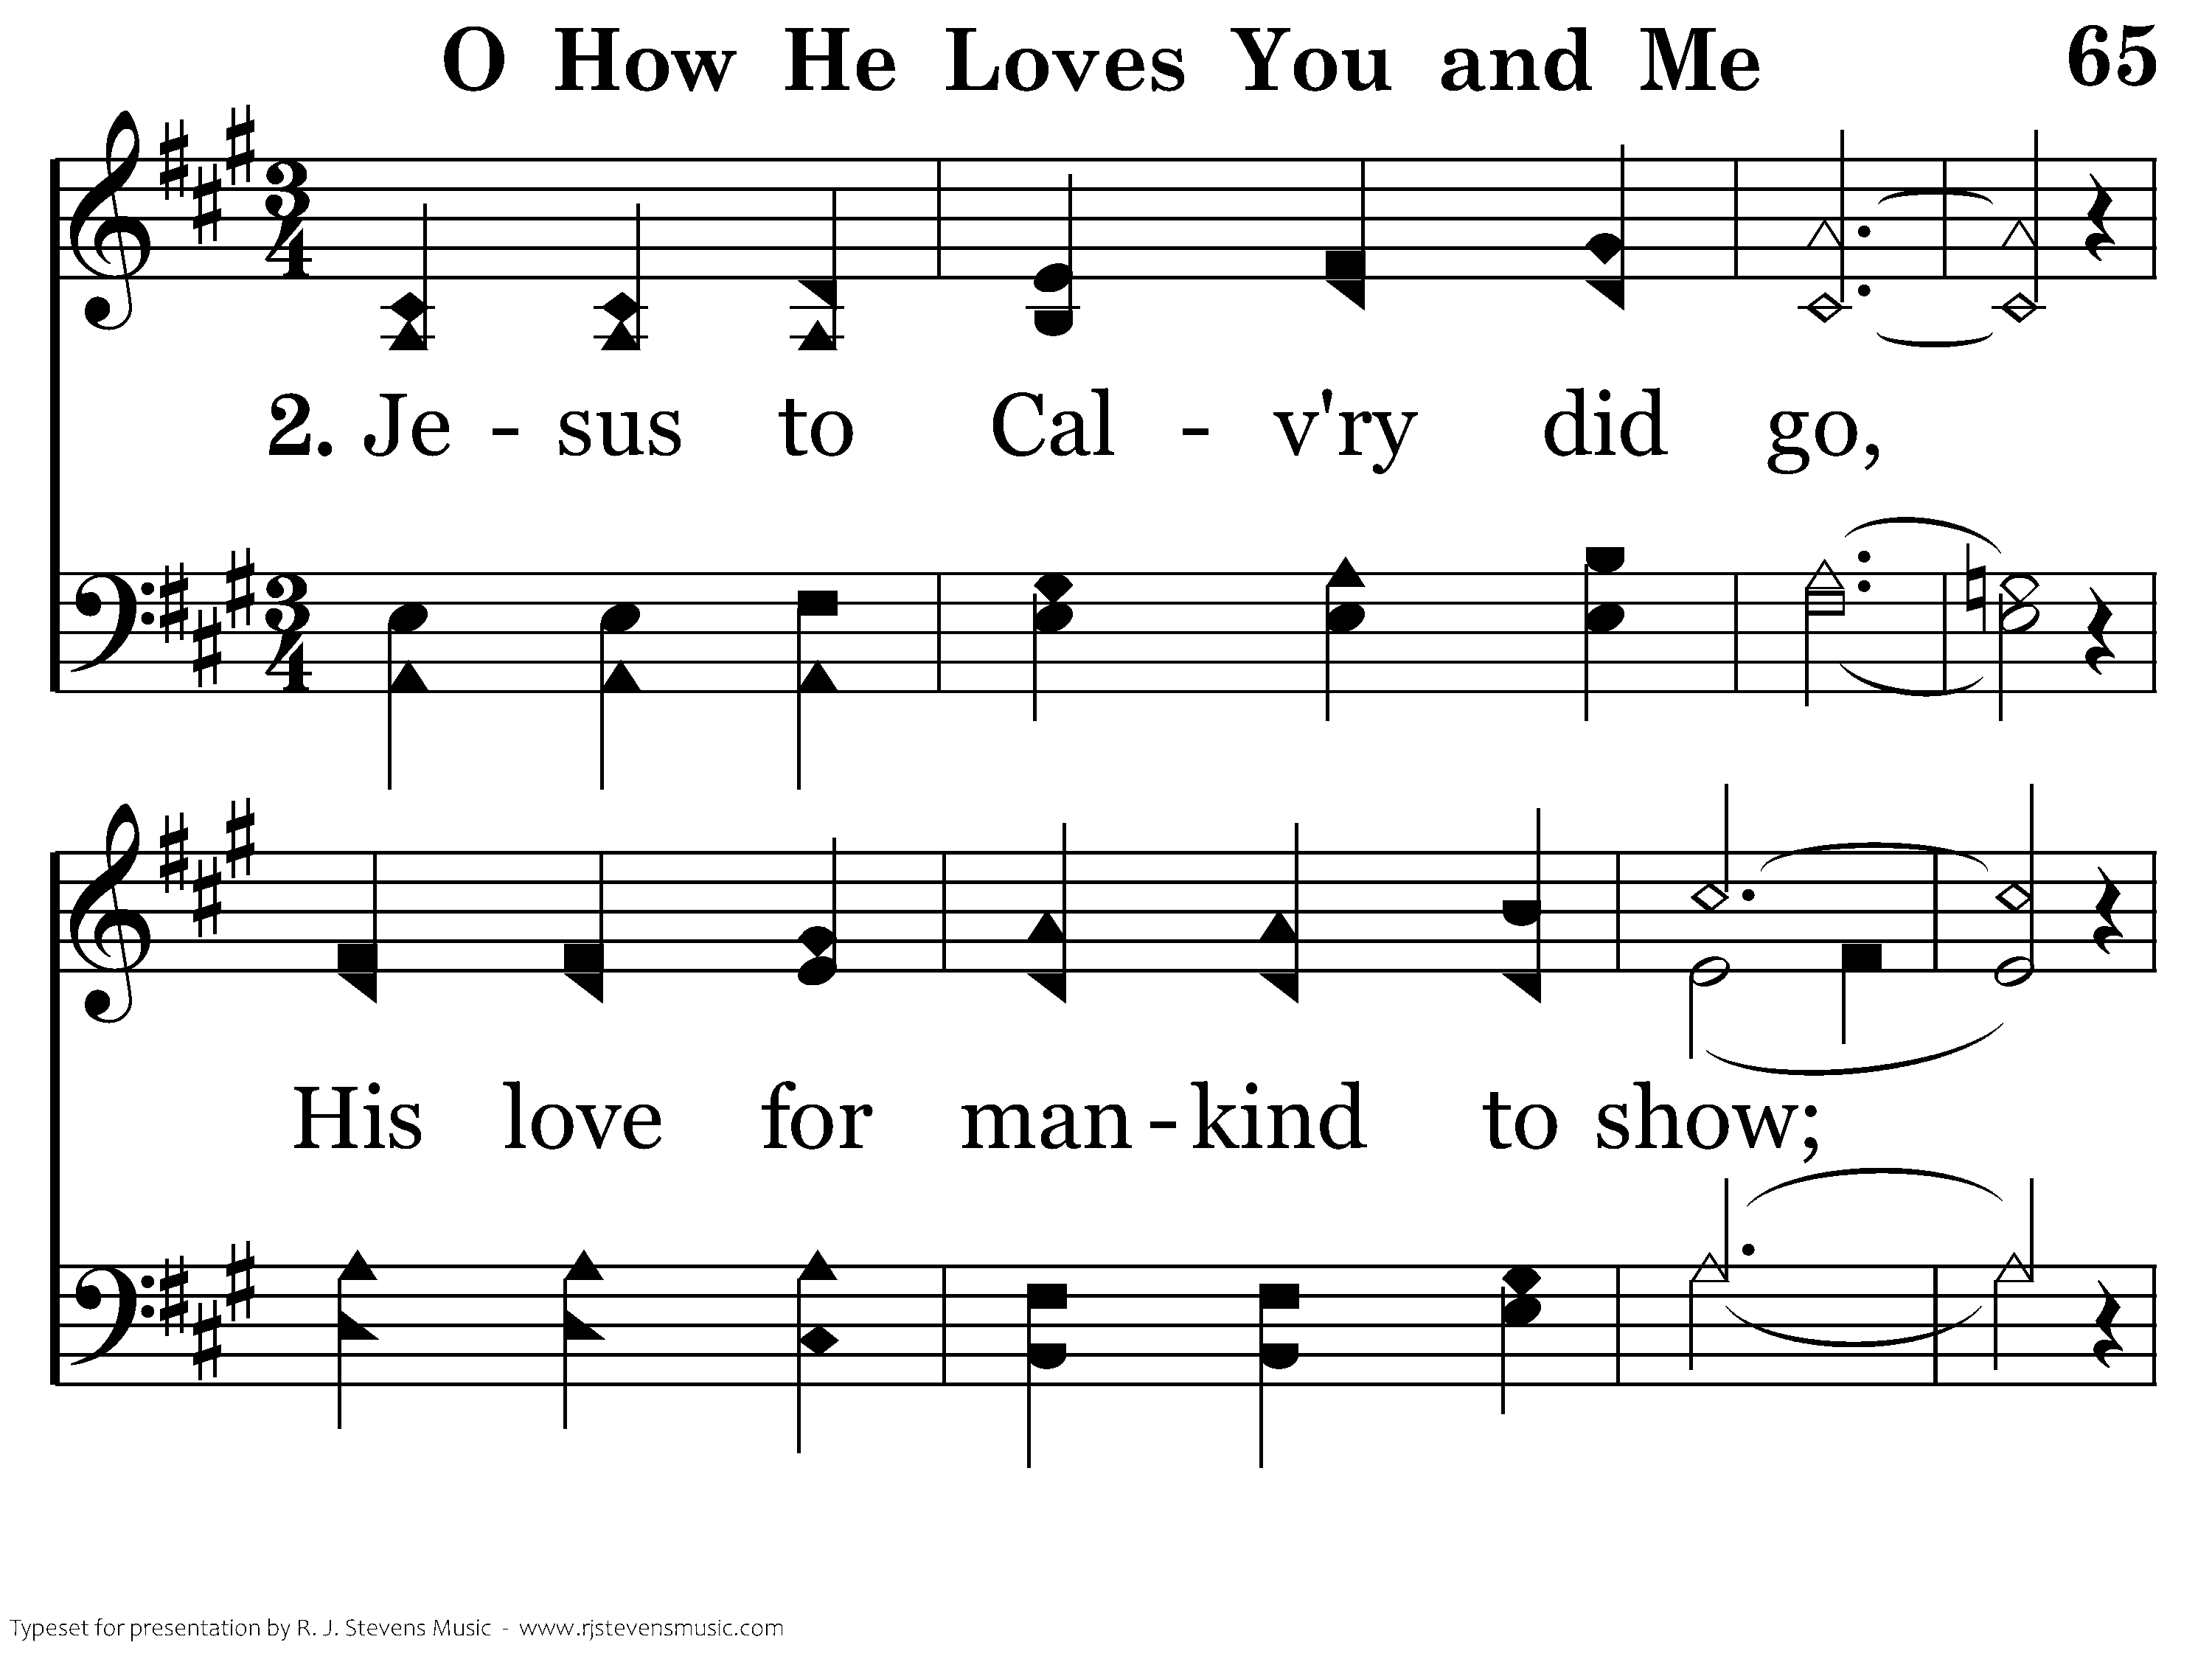 O How He Loves You and Me 65
2. Je - sus to Cal - v'ry did go,
His love for man - kind to show;
Typeset for presentation by R. J. Stevens Music - www.rjstevensmusic.com